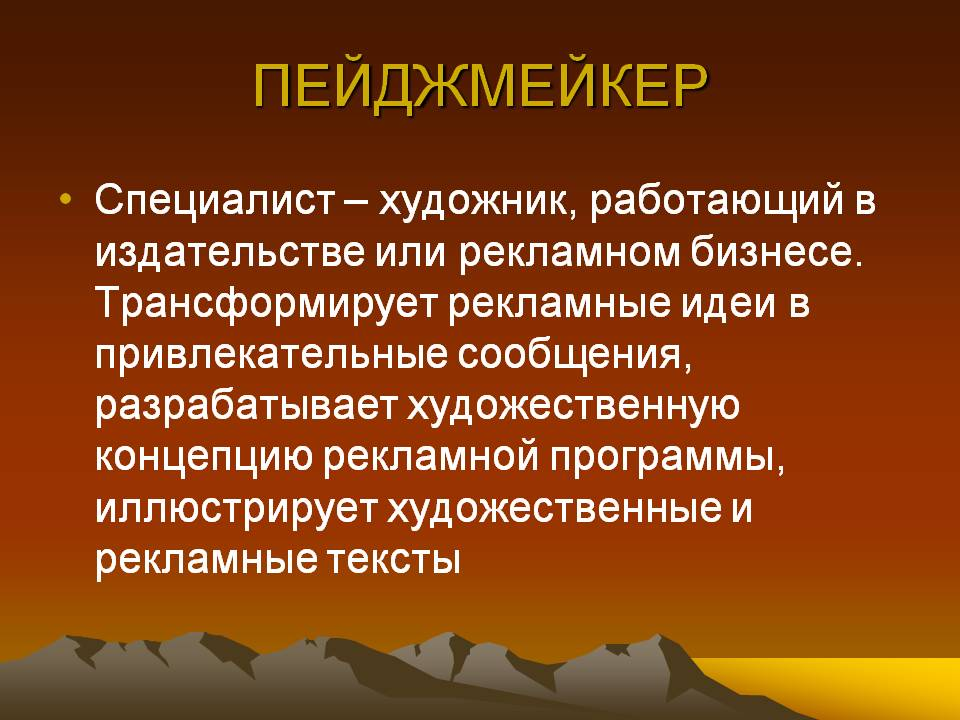 ПЕЙДЖМЕЙКЕР
• Специалист – художник, работающий в
издательстве или рекламном бизнесе.
Трансформирует рекламные идеи в
привлекательные сообщения,
разрабатывает художественную
концепцию рекламной программы,
иллюстрирует художественные и
рекламные тексты